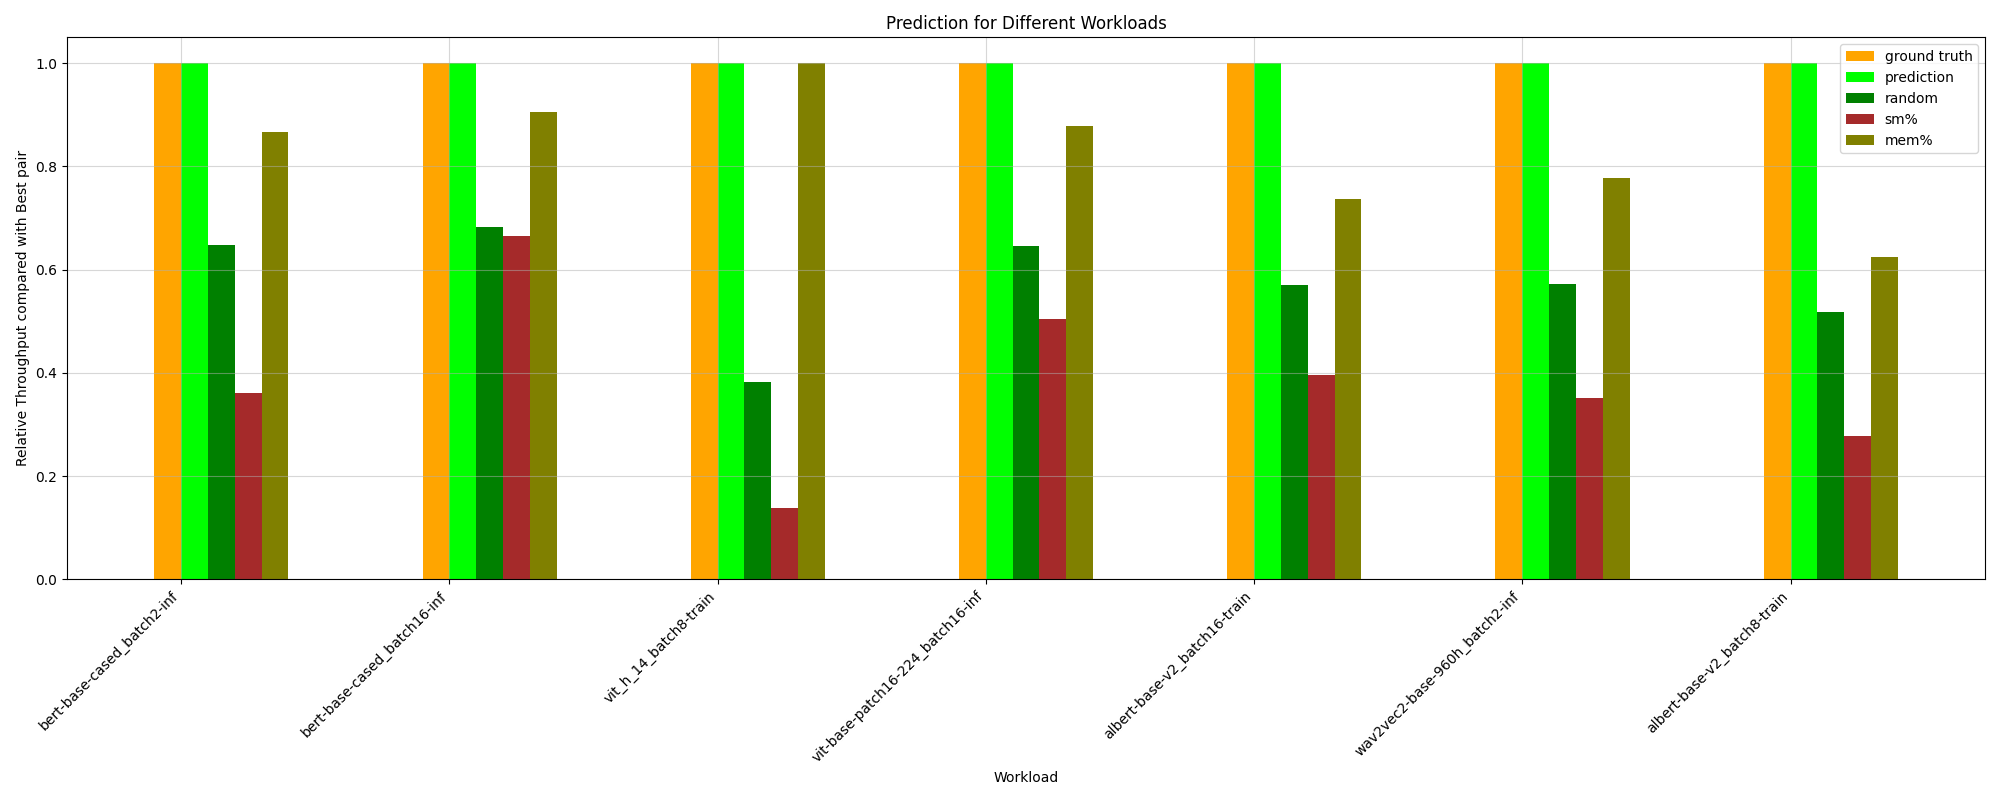 Prediction for Different Workloads
ground truth
prediction
random
sm%
mem%
Relative Throughput compared with Best pair
1.0
0.8
0.6
0.4
0.2
0.0
bert-base-cased_batch2-inf
bert-base-cased_batch16-inf
vit_h_14_batch8-train
vit-base-patch16-224_batch16-inf
albert-base-v2_batch16-train
wav2vec2-base-960h_batch2-inf
albert-base-v2_batch8-train
Workload